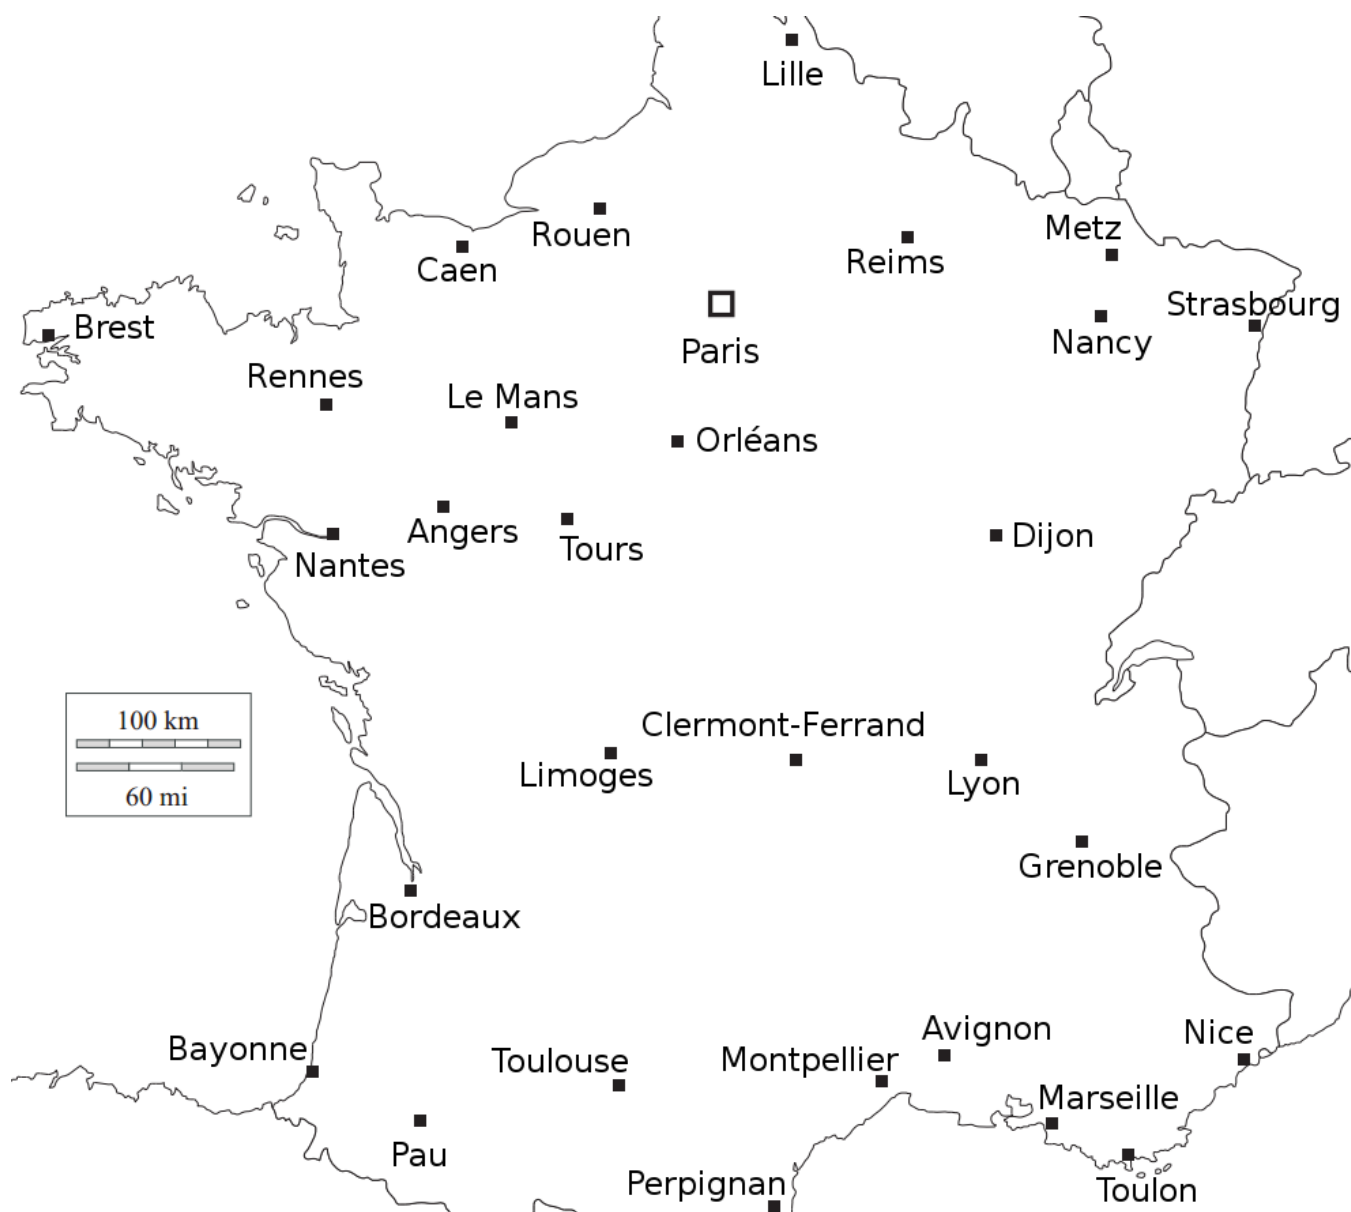 Lille
Rouen
Metz
Caen
Reims
Strasbourg
Brest
Nancy
Paris
Rennes
Le Mans
Orléans
Angers
Dijon
Tours
Nantes
100 km
Clermont-Ferrand
Limoges
Lyon
60 mi
Grenoble
Bordeaux
Avignon
Nice
Bayonne
Toulouse
Montpellier
Marseille
Pau
Perpignan
Toulon